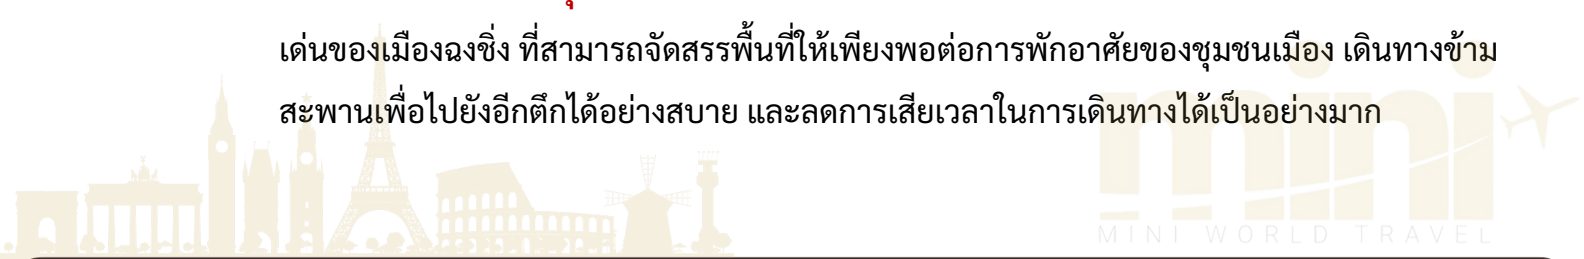 เด่นของเมืองฉงชิ่ง ที่สามารถจัดสรรพื้นที่ให้เพียงพอต่อการพักอาศัยของชุมชนเมือง เดินทางข้าม
สะพานเพื่อไปยังอีกตึกได้อย่างสบาย และลดการเสียเวลาในการเดินทางได้เป็นอย่างมาก
mini
MINI WORLD TRAVEL